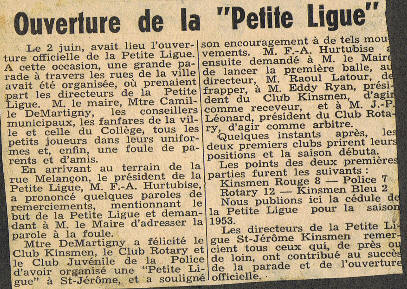 Ouverture de la "Petite Ligue"
Le 2 juin, avait lieu l'ouver-
ture officielle de la Petite Ligue.
A cette occasion, une grande pa-
rade à travers les rues de la ville
avait été organisée, où prenaient
part les directeurs de la Petite
Ligue. M. le maire, Mtre Camil-
le DeMartigny, les conseillers
municipaux, les fanfares de la vil-
le et celle du Collège, tous les
petits joueurs dans leurs unifor-
mes et, enfin, une foule de pa-
rents et d'amis.
En arrivant au terrain de la
rue Melançon, le président de la
Petite Ligue, M. F.-A. Hurtubise,
a prononcé quelques paroles de
remerciements, mentionnant le
but de la Petite Ligue et deman-
dant à M. le Maire d'adresser la
parole à la foule.
Mtre DeMartigny a félicité le
Club Kinsmen, le Club Rotary et
le Club Juvénile de la Police
d'avoir organisé une "Petite Li-
gue" à St-Jérôme, et a souligné
son encouragement à de tels mou-
vements. M. F.-A. Hurtubise a
ensuite demandé à M. le Maire
de lancer la première balle, au
directeur, M. Raoul Latour, de
frapper, à M. Eddy Ryan, prési-
dent du Club Kinsmen, d'agir
comme receveur, et à M. J.-P.
Léonard, président du Club Rota-
ry, d'agir comme arbitre.
Quelques instants après, les
deux premiers clubs prirent leurs
positions et la saison débuta.
Les points des deux premières
parties furent les suivants :
Kinsmen Rouge 8 — Police 7
Rotary 12 — Kinsmen Bleu 2
Nous publions ici la cédule de
la Petite Ligue pour la saison
1953.
Les directeurs de la Petite Li-
gue St-Jérôme Kinsmen remer-
cient tous ceux qui, de près ou
de loin, ont contribué au succès
de la parade et de l'ouverture
officielle.